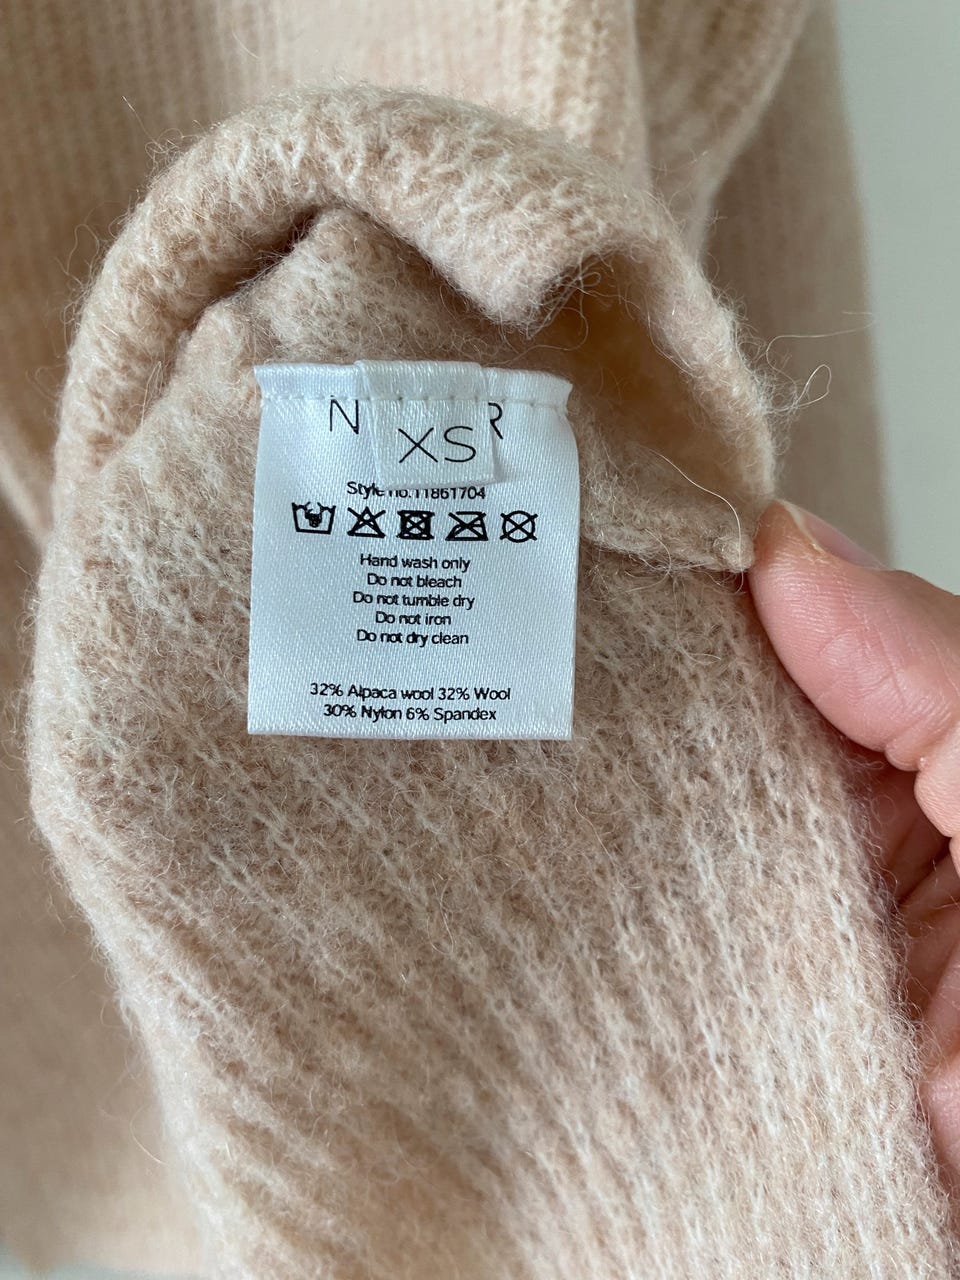 N R
XS
Style no.11861704
Hand wash only
Do not bleach
Do not tumble dry
Do not iron
Do not dry clean
32% Alpaca wool 32% Wool
30% Nylon 6% Spandex